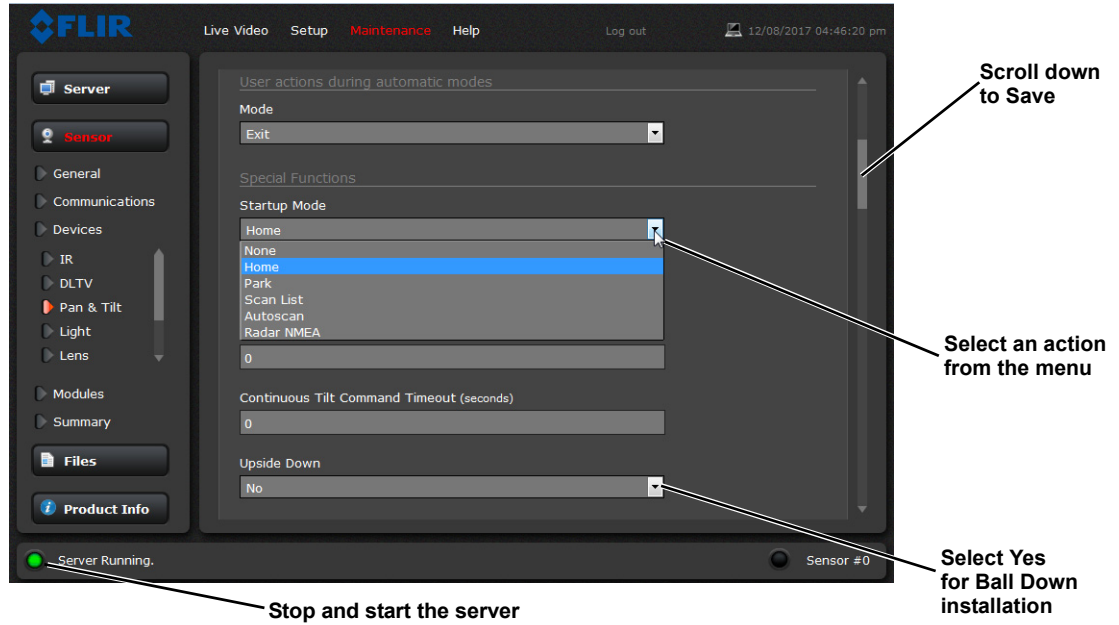 FLIR
Live Video Setup Maintenance Help Log out 12/08/2017 04:46:20 pm
Server
Sensor
General
Communications
Devices
IR
DLTV
Pan & Tilt
Light
Lens
Modules
Summary
Files
Product Info
User actions during automatic modes
Mode
Exit
Special Functions
Startup Mode
Home
None
Home
Park
Scan List
Autoscan
Radar NMEA
0
Continuous Tilt Command Timeout (seconds)
0
Upside Down
No
Server Running.
Sensor #0
Scroll down
to Save
Select an action
from the menu
Select Yes
for Ball Down
installation
Stop and start the server